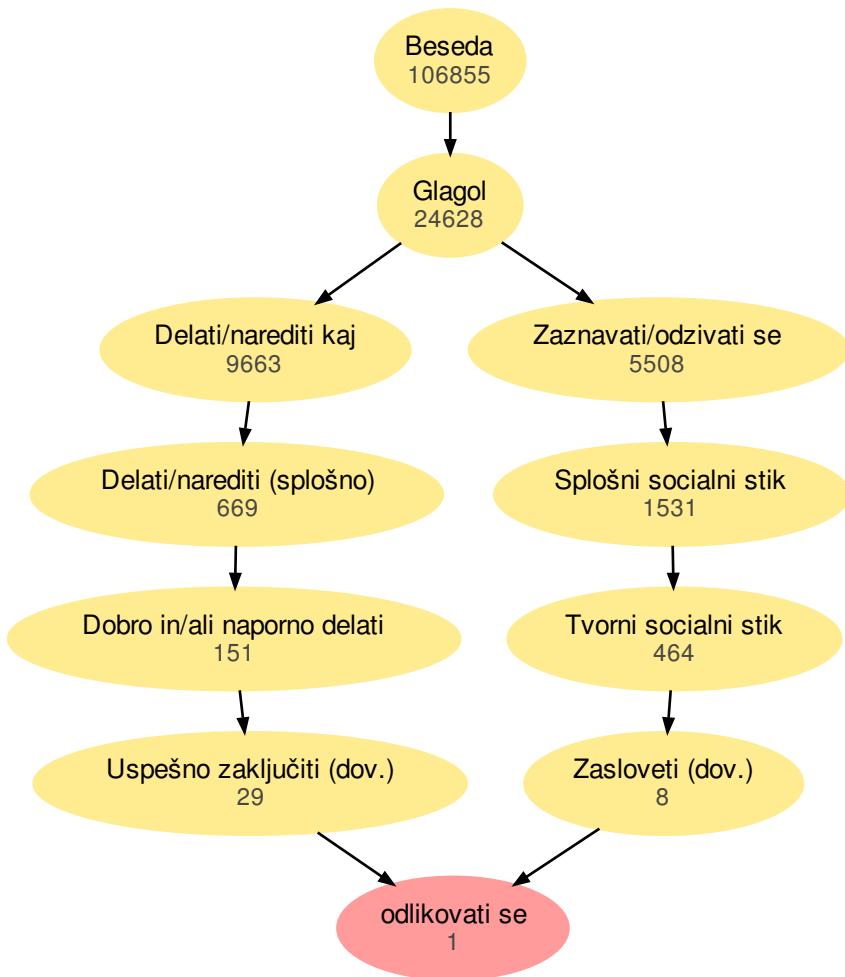 Beseda
106855
Glagol
24628
Delati/narediti kaj
9663
Zaznavati/odzivati se
5508
Delati/narediti (splošno)
669
Splošni socialni stik
1531
Dobro in/ali naporno delati
151
Tvorni socialni stik
464
Uspešno zaključiti (dov.)
29
Zasloveti (dov.)
8
odlikovati se
1